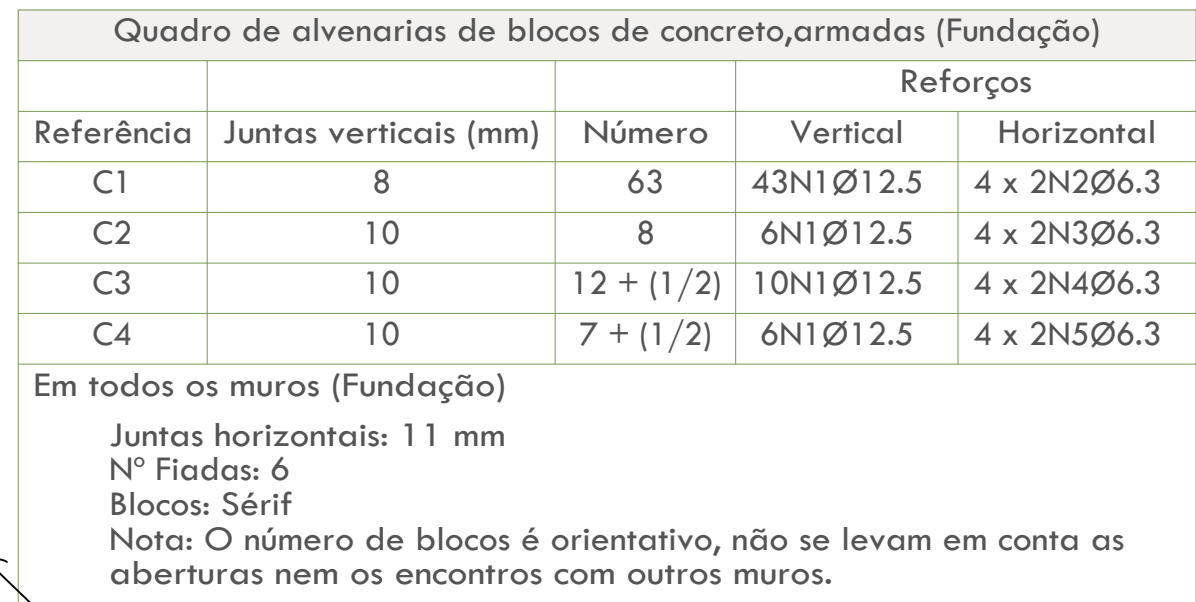 Quadro de alvenarias de blocos de concreto,armadas (Fundação)
Reforços
Referência Juntas verticais (mm) Número Vertical Horizontal
C1 8 63 43N1Ø12.5 4 x 2N2Ø6.3
C2 10 8 6N1Ø12.5 4 x 2N3Ø6.3
C3 10 12 + (1/2) 10N1Ø12.5 4 x 2N4Ø6.3
C4 10 7 + (1/2) 6N1Ø12.5 4 x 2N5Ø6.3
Em todos os muros (Fundação)
Juntas horizontais: 11 mm
Nº Fiadas: 6
Blocos: Sérif
Nota: O número de blocos é orientativo, não se levam em conta as
aberturas nem os encontros com outros muros.